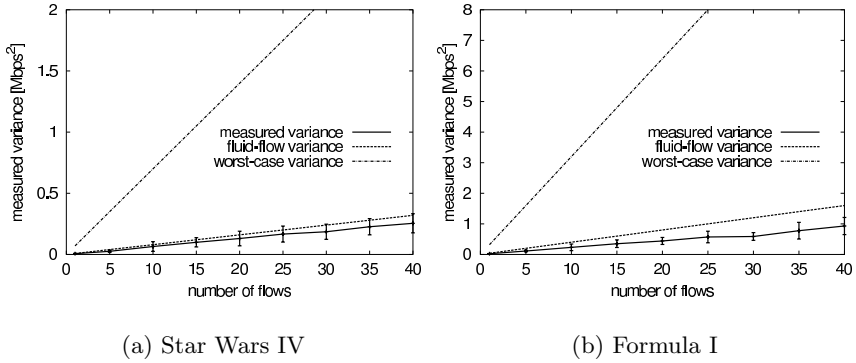 measured variance [Mbps²]
2
1.5
1
0.5
0
0 5 10 15 20 25 30 35 40
number of flows
measured variance
fluid-flow variance
worst-case variance
(a) Star Wars IV
measured variance [Mbps²]
8
7
6
5
4
3
2
1
0
0 5 10 15 20 25 30 35 40
number of flows
measured variance
fluid-flow variance
worst-case variance
(b) Formula I